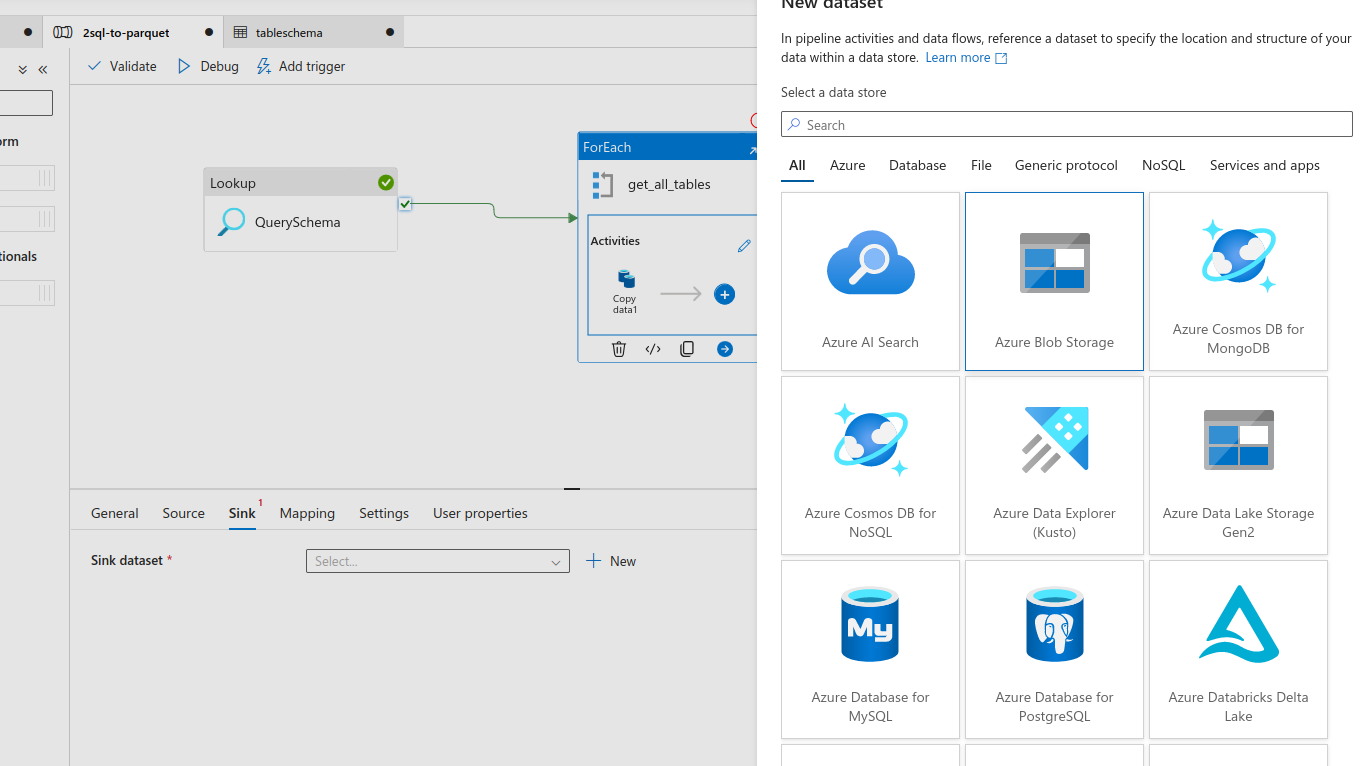 New dataset
2sql-to-parquet
tableschema
In pipeline activities and data flows, reference a dataset to specify the location and structure of your
data within a data store. Learn more
Validate
Debug
Add trigger
Select a data store
Search
All
Azure
Database
File
Generic protocol
NoSQL
Services and apps
ForEach
get_all_tables
Lookup
QuerySchema
Activities
Copy
data1
Azure AI Search
Azure Blob Storage
Azure Cosmos DB for
MongoDB
Azure Cosmos DB for
NoSQL
Azure Data Explorer
(Kusto)
Azure Data Lake Storage
Gen2
My
Azure Database for
MySQL
Azure Database for
PostgreSQL
Azure Databricks Delta
Lake
General
Source
Sink 1
Mapping
Settings
User properties
Sink dataset *
Select...
New